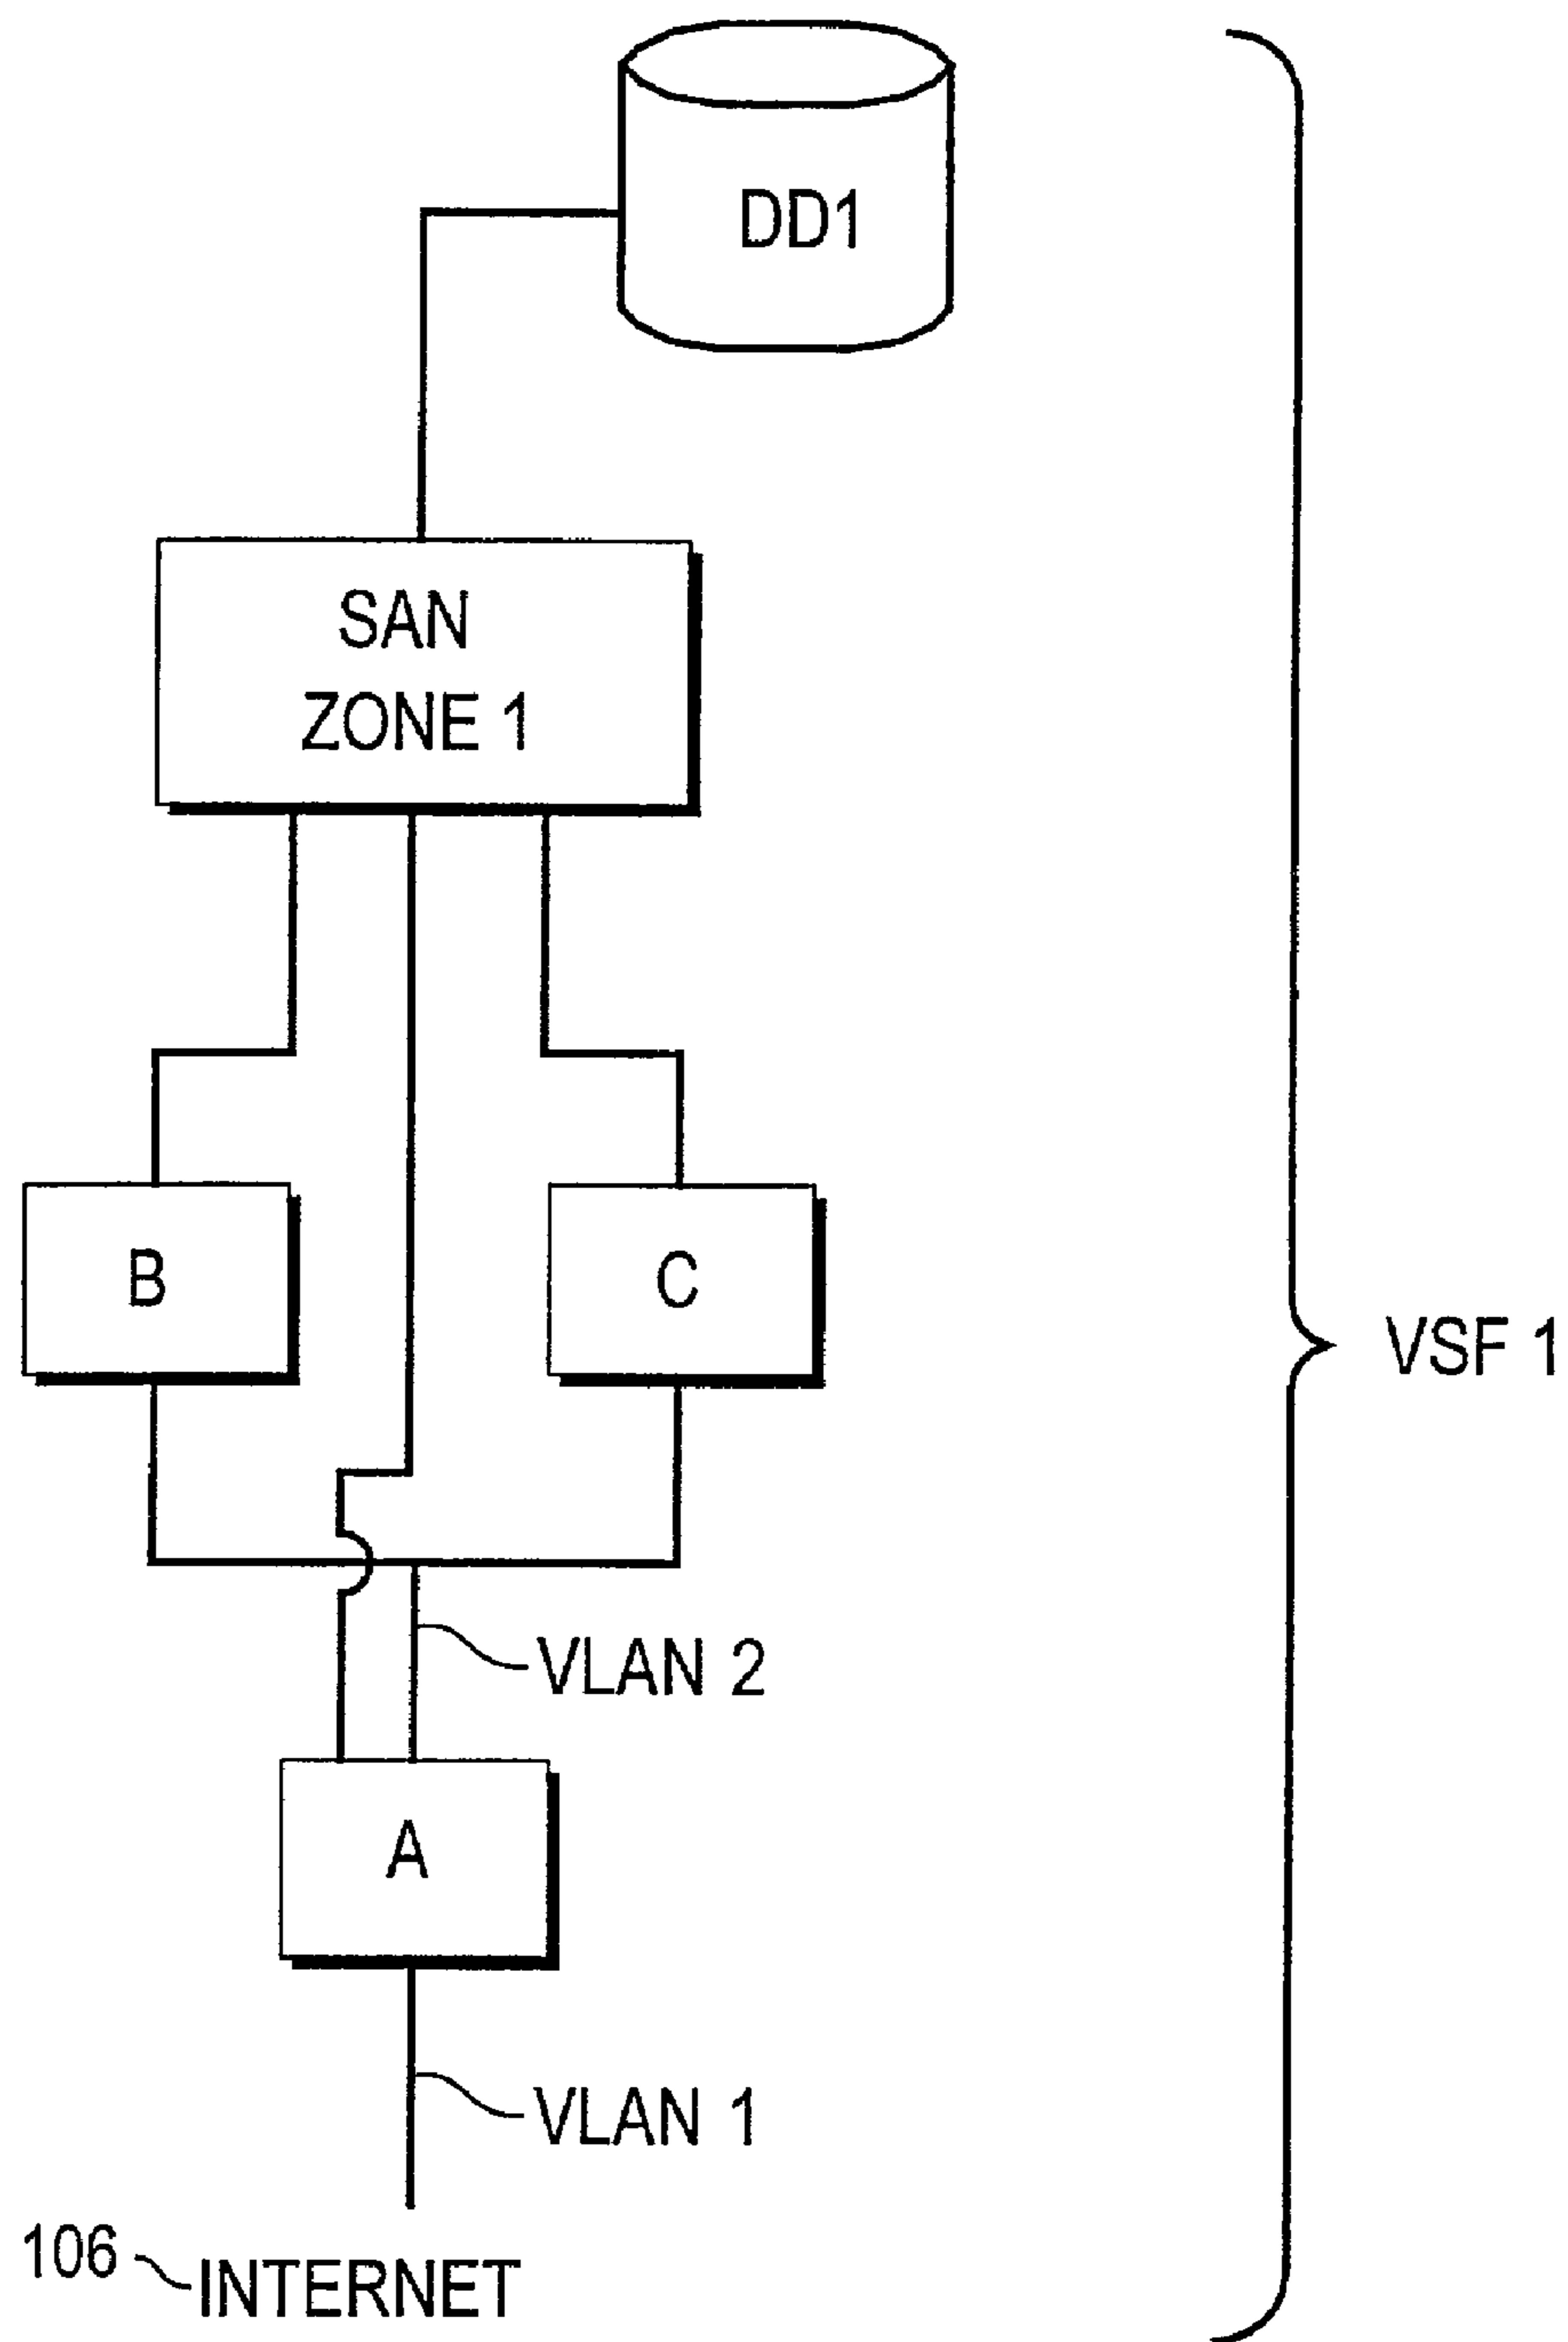 DD1
SAN
ZONE 1
B
C
VSF 1
VLAN 2
A
VLAN 1
106
INTERNET